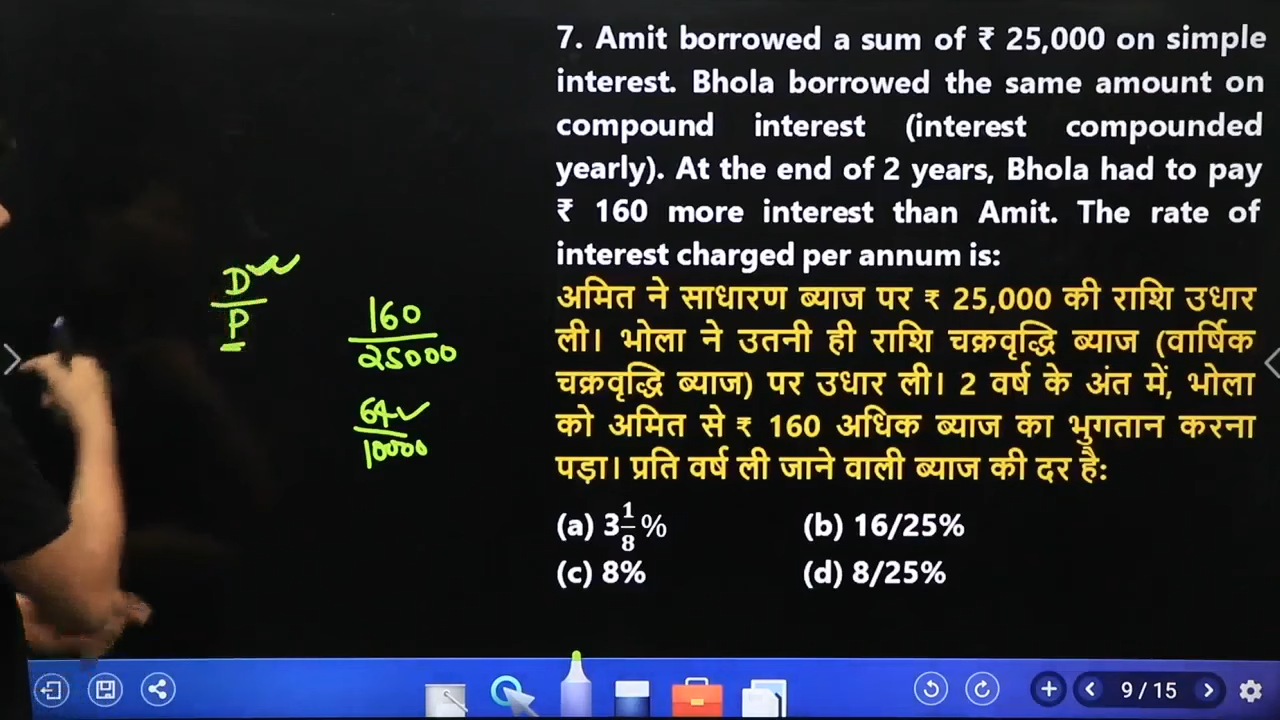 7. Amit borrowed a sum of ₹ 25,000 on simple
interest. Bhola borrowed the same amount on
compound interest (interest compounded
yearly). At the end of 2 years, Bhola had to pay
₹ 160 more interest than Amit. The rate of
interest charged per annum is:
अमित ने साधारण ब्याज पर ₹ 25,000 की राशि उधार
ली। भोला ने उतनी ही राशि चक्रवृद्धि ब्याज (वार्षिक
चक्रवृद्धि ब्याज) पर उधार ली। 2 वर्ष के अंत में, भोला
को अमित से ₹ 160 अधिक ब्याज का भुगतान करना
पड़ा। प्रति वर्ष ली जाने वाली ब्याज की दर है:
(a) 3 1/8 % (b) 16/25%
(c) 8% (d) 8/25%
D
P
160
25000
64
10000
9 / 15